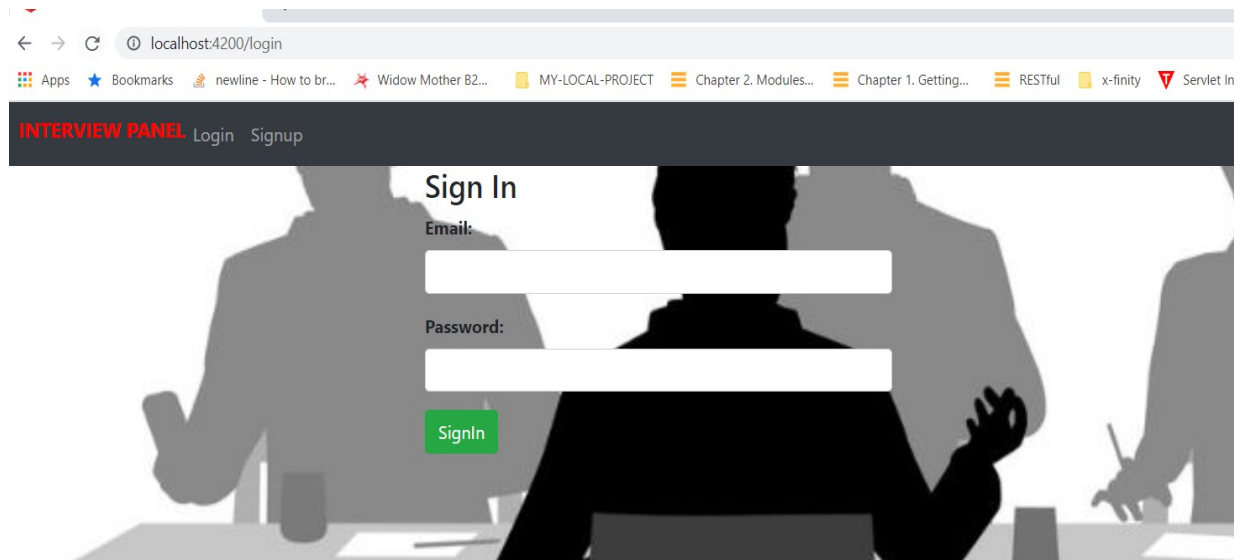 localhost:4200/login
Apps Bookmarks newline - How to br... Widow Mother B2... MY-LOCAL-PROJECT Chapter 2. Modules... Chapter 1. Getting... RESTful x-finity Servlet In
INTERVIEW PANEL Login Signup
Sign In
Email:
Password:
SignIn